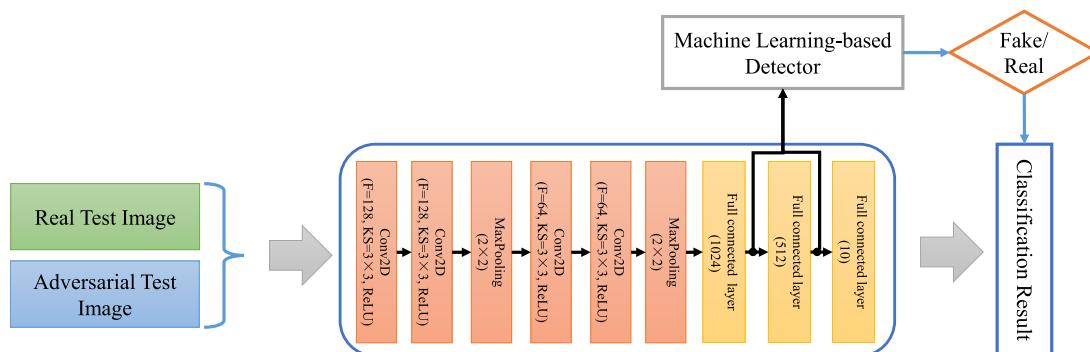 Machine Learning-based
Detector
Fake/
Real
Real Test Image
Adversarial Test
Image
Conv2D
(F=128, KS=3×3, ReLU)
Conv2D
(F=128, KS=3×3, ReLU)
MaxPooling
(2×2)
Conv2D
(F=64, KS=3×3, ReLU)
Conv2D
(F=64, KS=3×3, ReLU)
MaxPooling
(2×2)
Full connected layer
(1024)
Full connected layer
(512)
Full connected layer
(10)
Classification Result